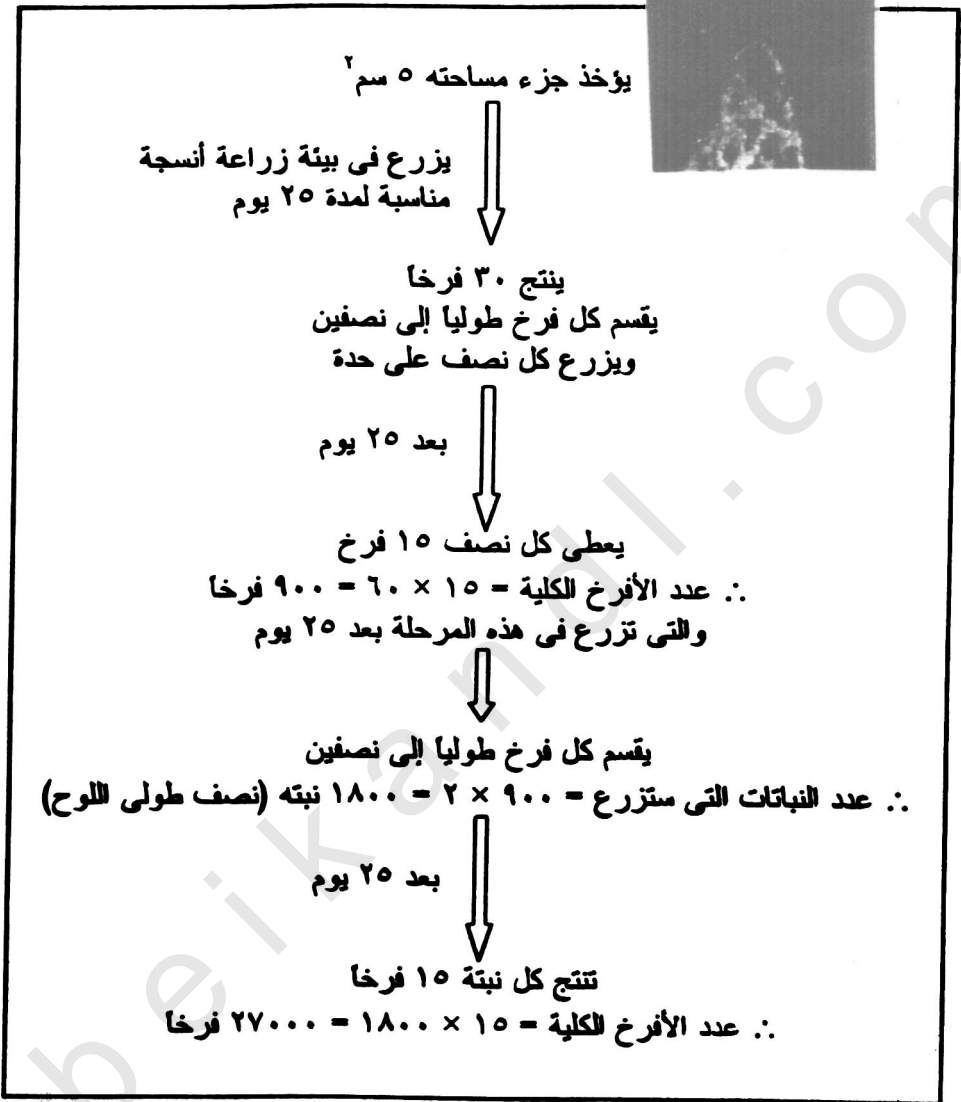 يؤخذ جزء مساحته ٥ سم٢
يزرع فى بيئة زراعة أنسجة
مناسبة لمدة ٢٥ يوم
ينتج ٣٠ فرخاً
يقسم كل فرخ طولياً إلى نصفين
ويزرع كل نصف على حدة
بعد ٢٥ يوم
يعطى كل نصف ١٥ فرخ
∴ عدد الأفرخ الكلية = ١٥ × ٦٠ = ٩٠٠ فرخاً
والتى تزرع فى هذه المرحلة بعد ٢٥ يوم
يقسم كل فرخ طولياً إلى نصفين
∴ عدد النباتات التى ستزرع = ٩٠٠ × ٢ = ١٨٠٠ نبته (نصف طولى اللوح)
بعد ٢٥ يوم
تنتج كل نبتة ١٥ فرخاً
∴ عدد الأفرخ الكلية = ١٥ × ١٨٠٠ = ٢٧٠٠٠ فرخاً
beikandl.com